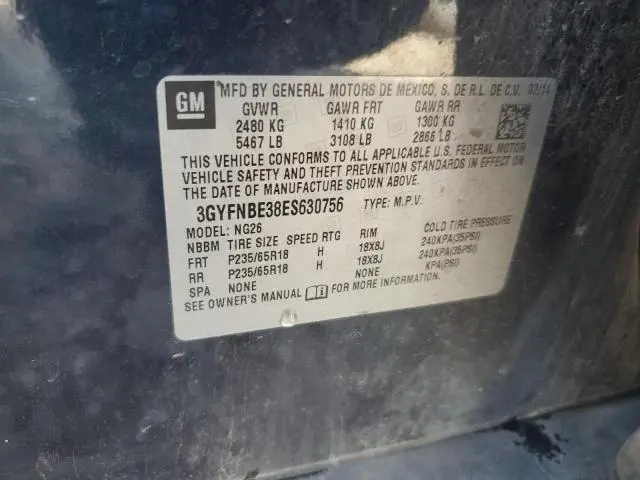 GM
MFD BY GENERAL MOTORS DE MEXICO, S. DE R.L. DE C.V. 02/14
GVWR GAWR FRT GAWR RR
2480 KG 1410 KG 1300 KG
5467 LB 3108 LB 2866 LB
THIS VEHICLE CONFORMS TO ALL APPLICABLE U.S. FEDERAL MOTOR
VEHICLE SAFETY AND THEFT PREVENTION STANDARDS IN EFFECT ON
THE DATE OF MANUFACTURE SHOWN ABOVE.
3GYFNBE38ES630756 TYPE: M.P.V.
MODEL: NG26
NBBM TIRE SIZE SPEED RTG RIM COLD TIRE PRESSURE
FRT P235/65R18 H 18X8J 240KPA(35PSI)
RR P235/65R18 H 18X8J 240KPA(35PSI)
SPA NONE NONE KPA(PSI)
SEE OWNER'S MANUAL FOR MORE INFORMATION.